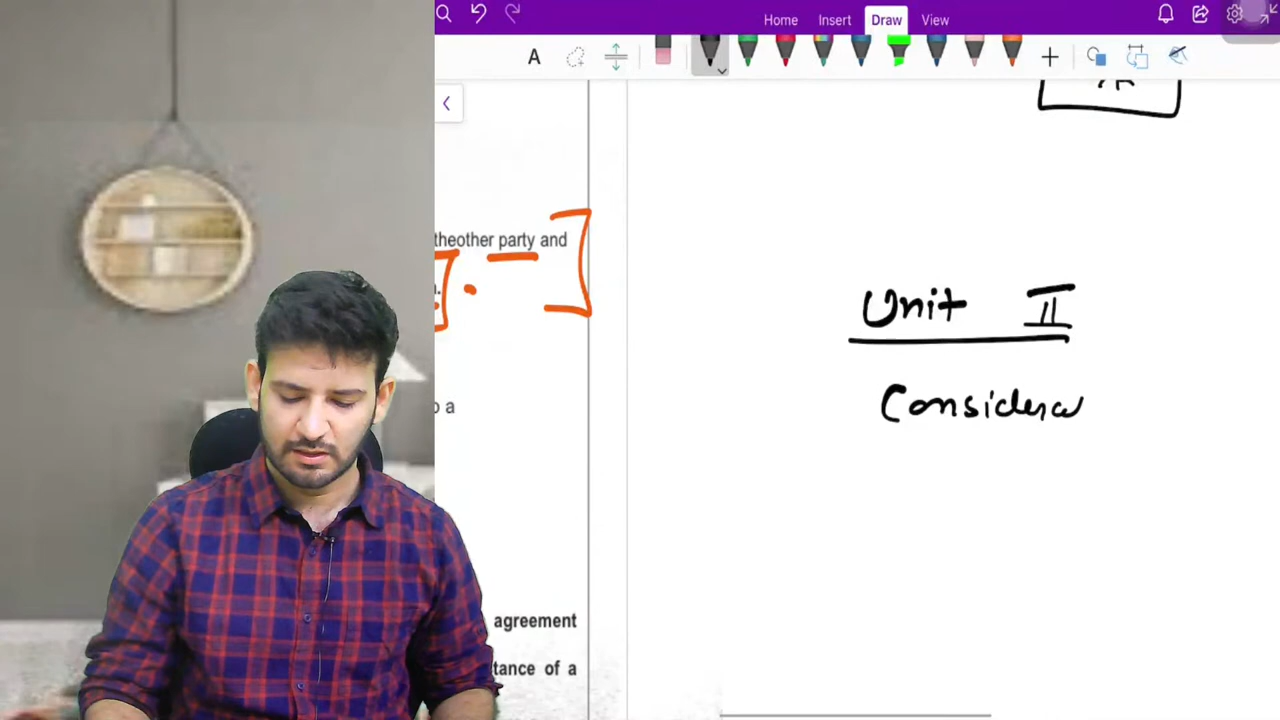 Home Insert Draw View
A
theother party and
Unit II
Considera
agreement
tance of a